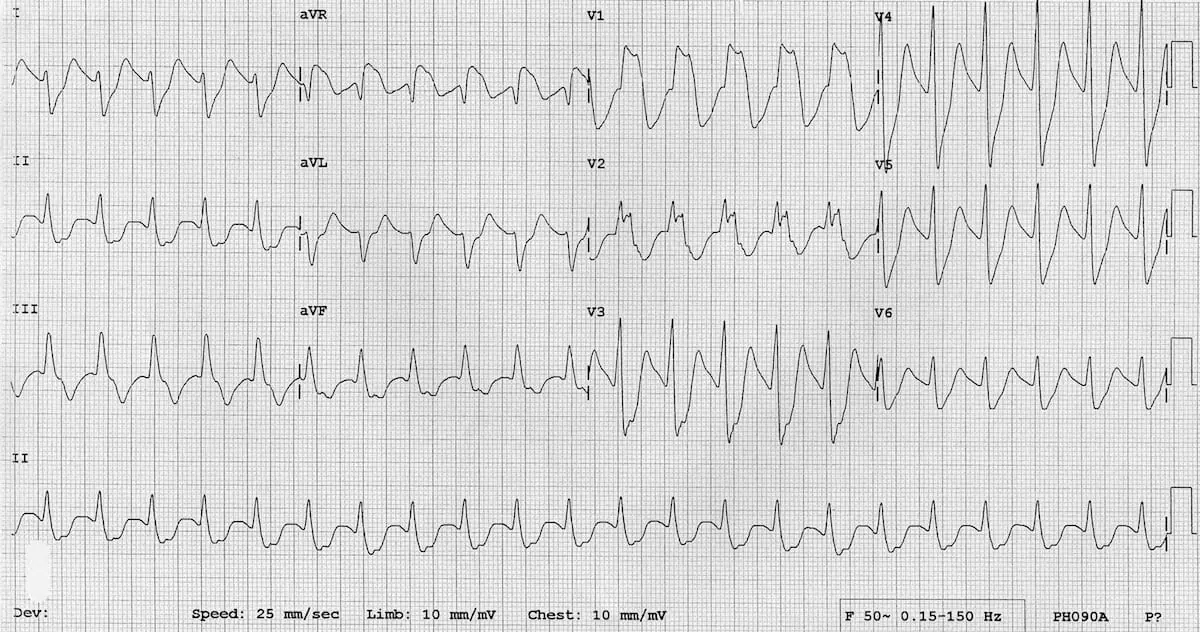 I aVR V1 V4
II aVL V2 V5
III aVF V3 V6
II
Dev: Speed: 25 mm/sec Limb: 10 mm/mV Chest: 10 mm/mV F 50~ 0.15-150 Hz PH090A P?